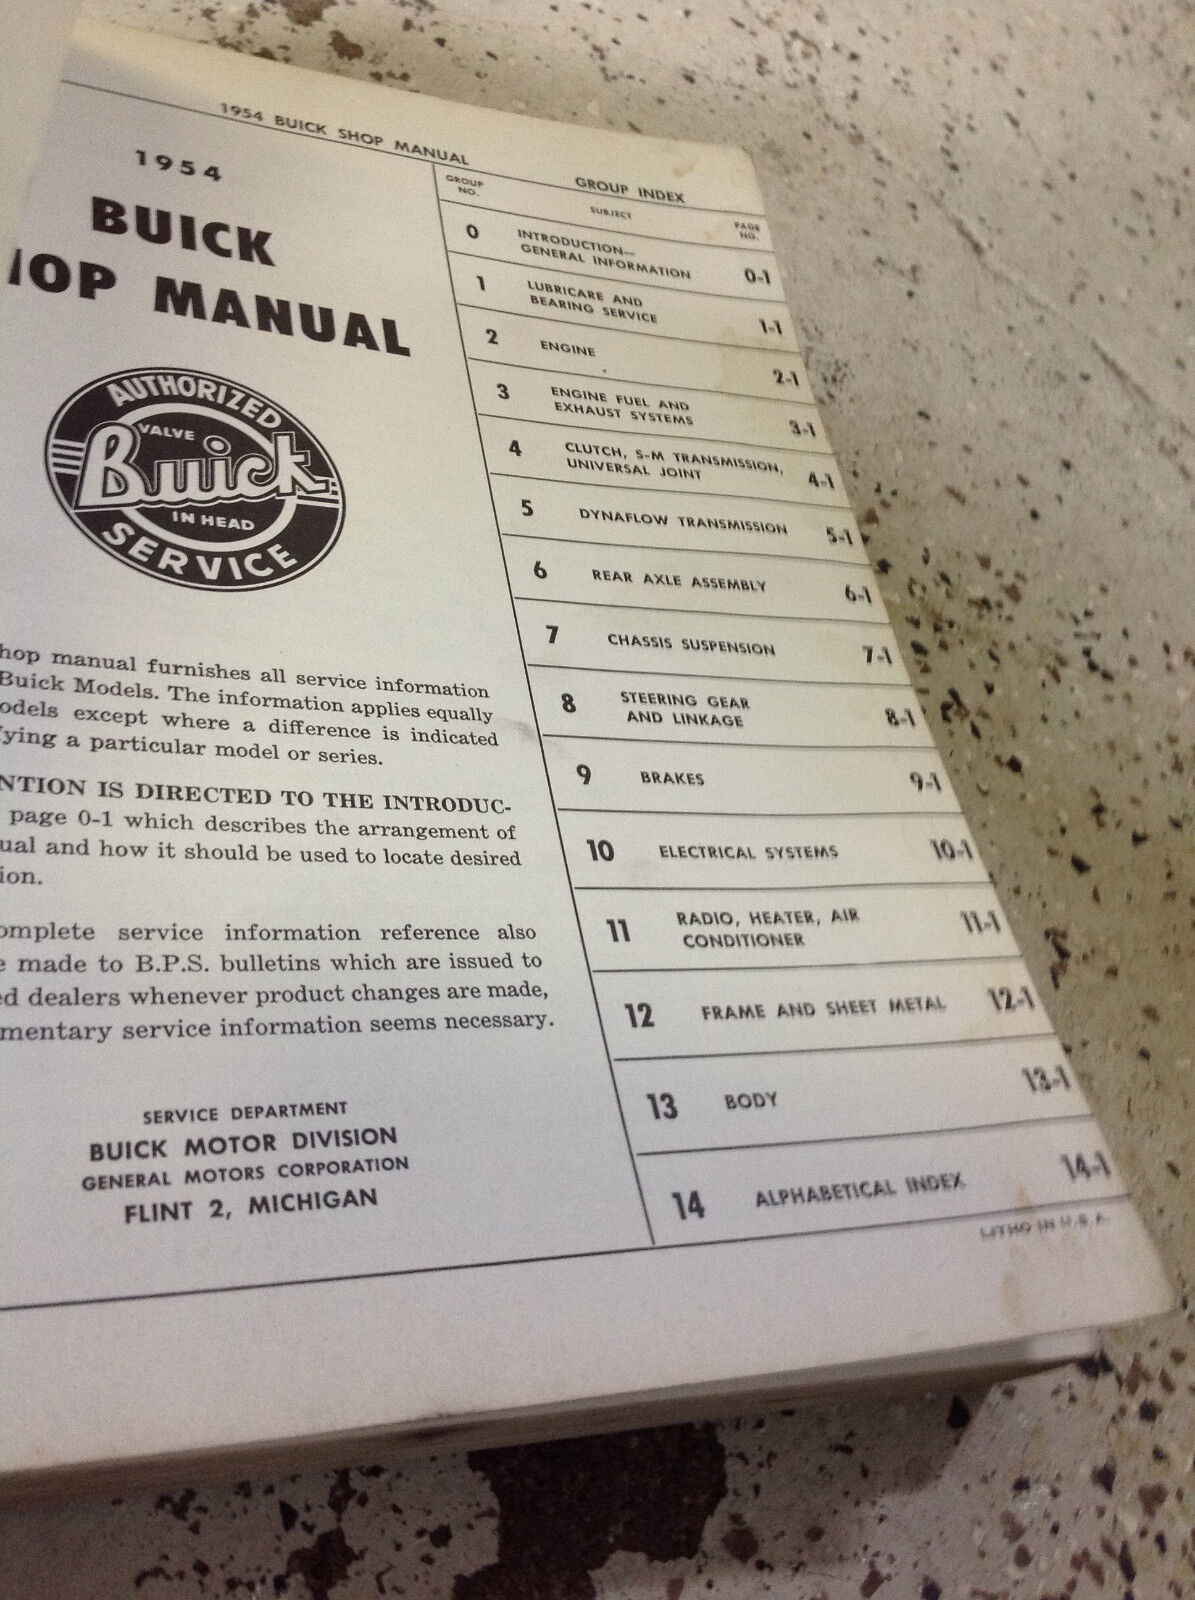 1954 BUICK SHOP MANUAL
1954
BUICK
HOP MANUAL
AUTHORIZED
VALVE
Buick
IN HEAD
SERVICE
hop manual furnishes all service information
Buick Models. The information applies equally
odels except where a difference is indicated
fying a particular model or series.
NTION IS DIRECTED TO THE INTRODUC-
page 0-1 which describes the arrangement of
ual and how it should be used to locate desired
ion.
omplete service information reference also
e made to B.P.S. bulletins which are issued to
ed dealers whenever product changes are made,
mentary service information seems necessary.
SERVICE DEPARTMENT
BUICK MOTOR DIVISION
GENERAL MOTORS CORPORATION
FLINT 2, MICHIGAN
GROUP INDEX
GROUP NO. SUBJECT PAGE NO.
0 INTRODUCTION—
GENERAL INFORMATION 0-1
1 LUBRICARE AND
BEARING SERVICE 1-1
2 ENGINE 2-1
3 ENGINE FUEL AND
EXHAUST SYSTEMS 3-1
4 CLUTCH, S-M TRANSMISSION,
UNIVERSAL JOINT 4-1
5 DYNAFLOW TRANSMISSION 5-1
6 REAR AXLE ASSEMBLY 6-1
7 CHASSIS SUSPENSION 7-1
8 STEERING GEAR
AND LINKAGE 8-1
9 BRAKES 9-1
10 ELECTRICAL SYSTEMS 10-1
11 RADIO, HEATER, AIR
CONDITIONER 11-1
12 FRAME AND SHEET METAL 12-1
13 BODY 13-1
14 ALPHABETICAL INDEX 14-1
LITHO IN U.S.A.